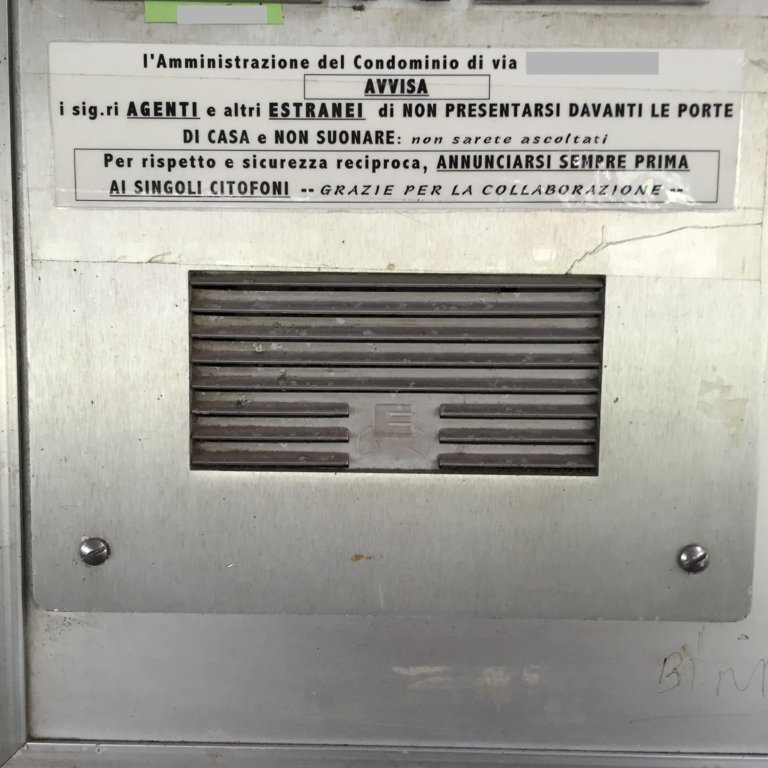 l'Amministrazione del Condominio di via
AVVISA
i sig.ri AGENTI e altri ESTRANEI di NON PRESENTARSI DAVANTI LE PORTE
DI CASA e NON SUONARE: non sarete ascoltati
Per rispetto e sicurezza reciproca, ANNUNCIARSI SEMPRE PRIMA
AI SINGOLI CITOFONI -- GRAZIE PER LA COLLABORAZIONE --
E